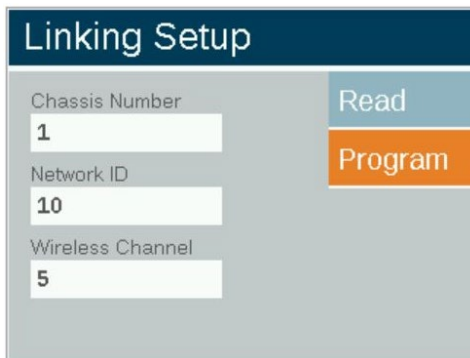 Linking Setup
Chassis Number
1
Network ID
10
Wireless Channel
5
Read
Program